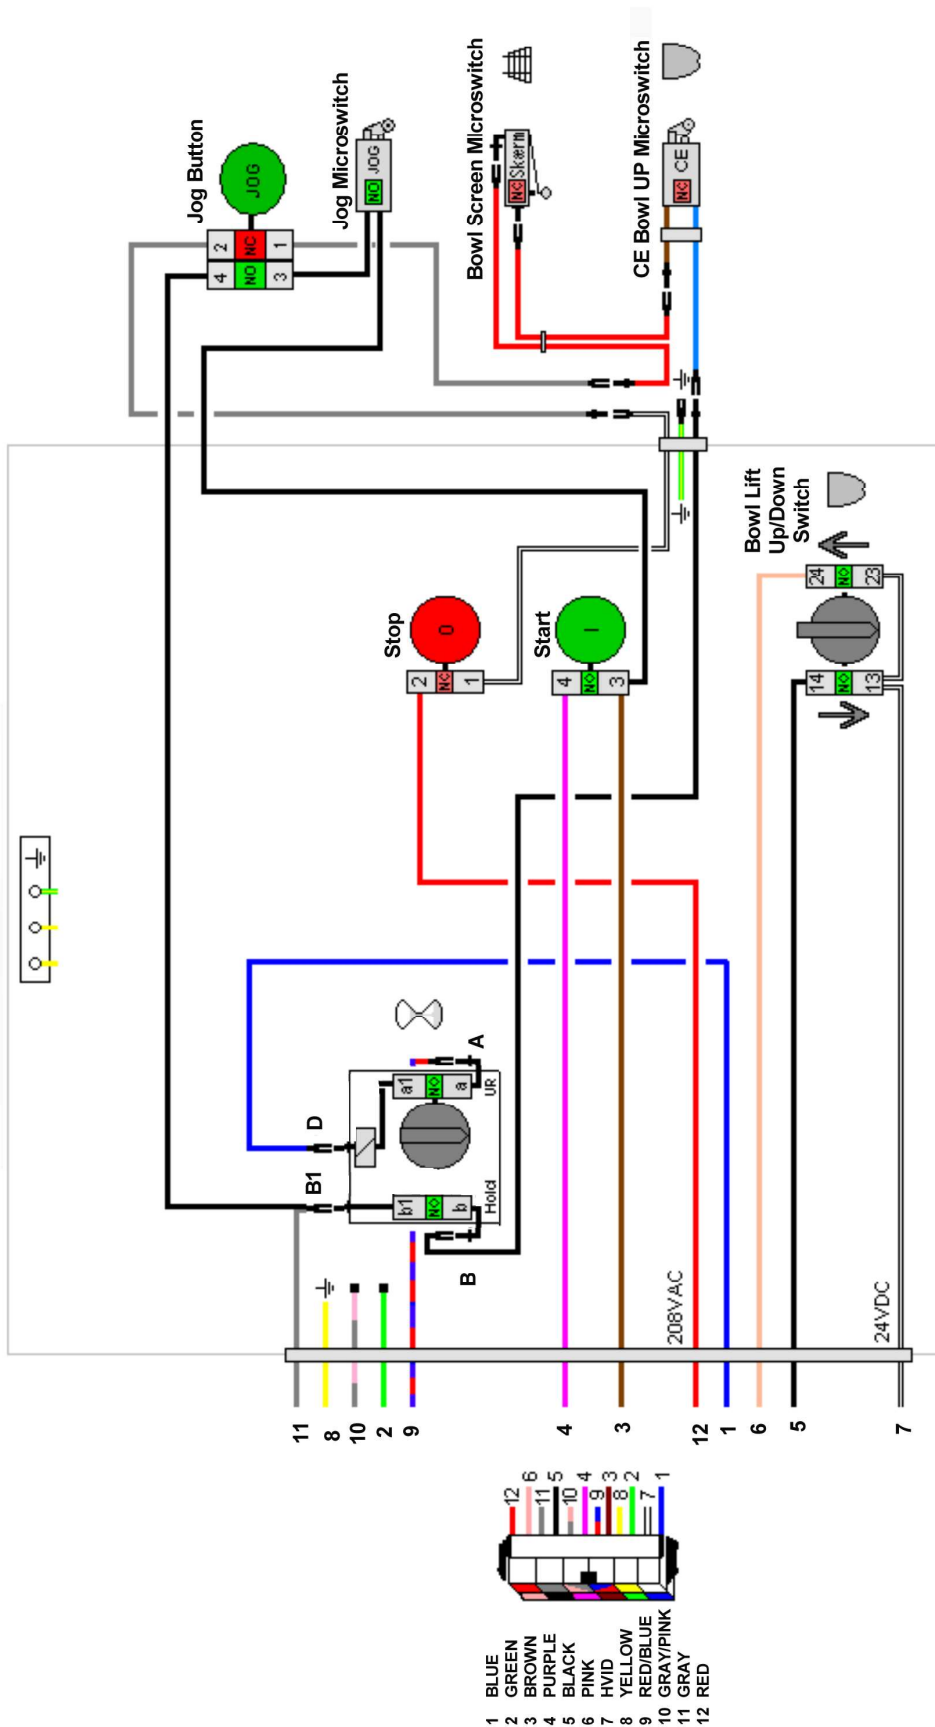 Jog Button
JOG
2
NC
1
4
NO
3
Jog Microswitch
NO
JOG
Bowl Screen Microswitch
NC
Skærm
CE Bowl UP Microswitch
NC
CE
Stop
0
2
NC
1
Start
I
4
NO
3
Bowl Lift
Up/Down
Switch
24
NO
23
14
NO
13
A
a1
NO
a
UR
D
B1
b1
NO
b
Hold
B
208VAC
24VDC
11
8
10
2
9
4
3
12
1
6
5
7
12
6
11
5
10
4
9
3
8
2
7
1
1 BLUE
2 GREEN
3 BROWN
4 PURPLE
5 BLACK
6 PINK
7 HVID
8 YELLOW
9 RED/BLUE
10 GRAY/PINK
11 GRAY
12 RED